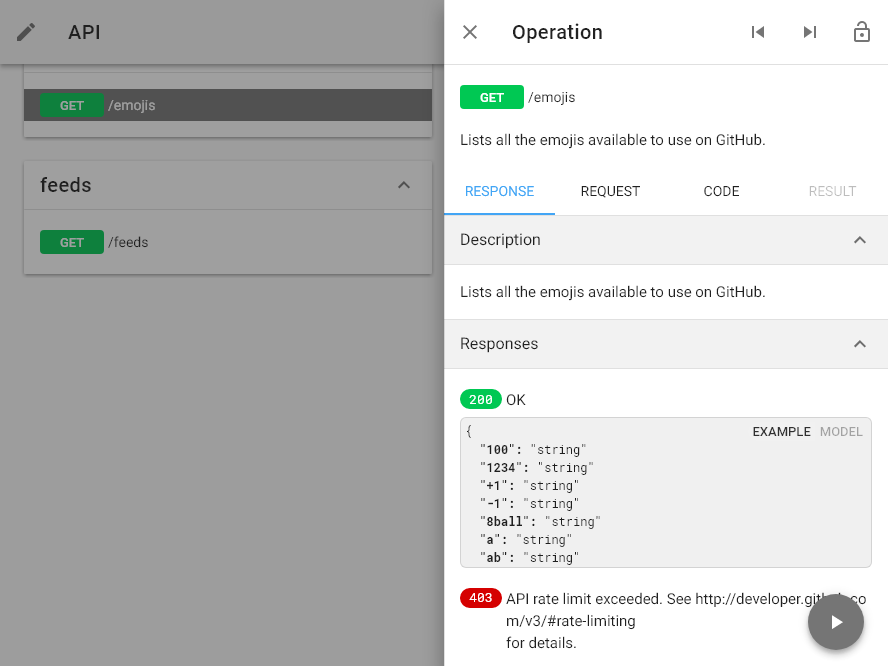 API
GET /emojis
feeds
GET /feeds
Operation
GET /emojis
Lists all the emojis available to use on GitHub.
RESPONSE REQUEST CODE RESULT
Description
Lists all the emojis available to use on GitHub.
Responses
200 OK
EXAMPLE MODEL
{
"100": "string"
"1234": "string"
"+1": "string"
"-1": "string"
"8ball": "string"
"a": "string"
"ab": "string"
403 API rate limit exceeded. See http://developer.github.co
m/v3/#rate-limiting
for details.